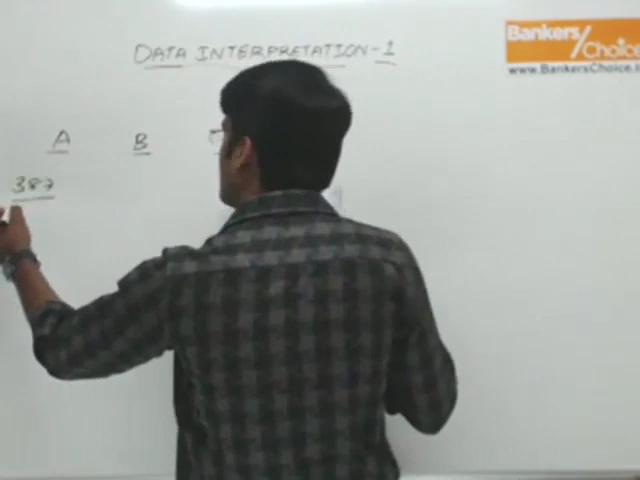 DATA INTERPRETATION-1
Bankers
Choice
www.BankersChoice.i
A B
387